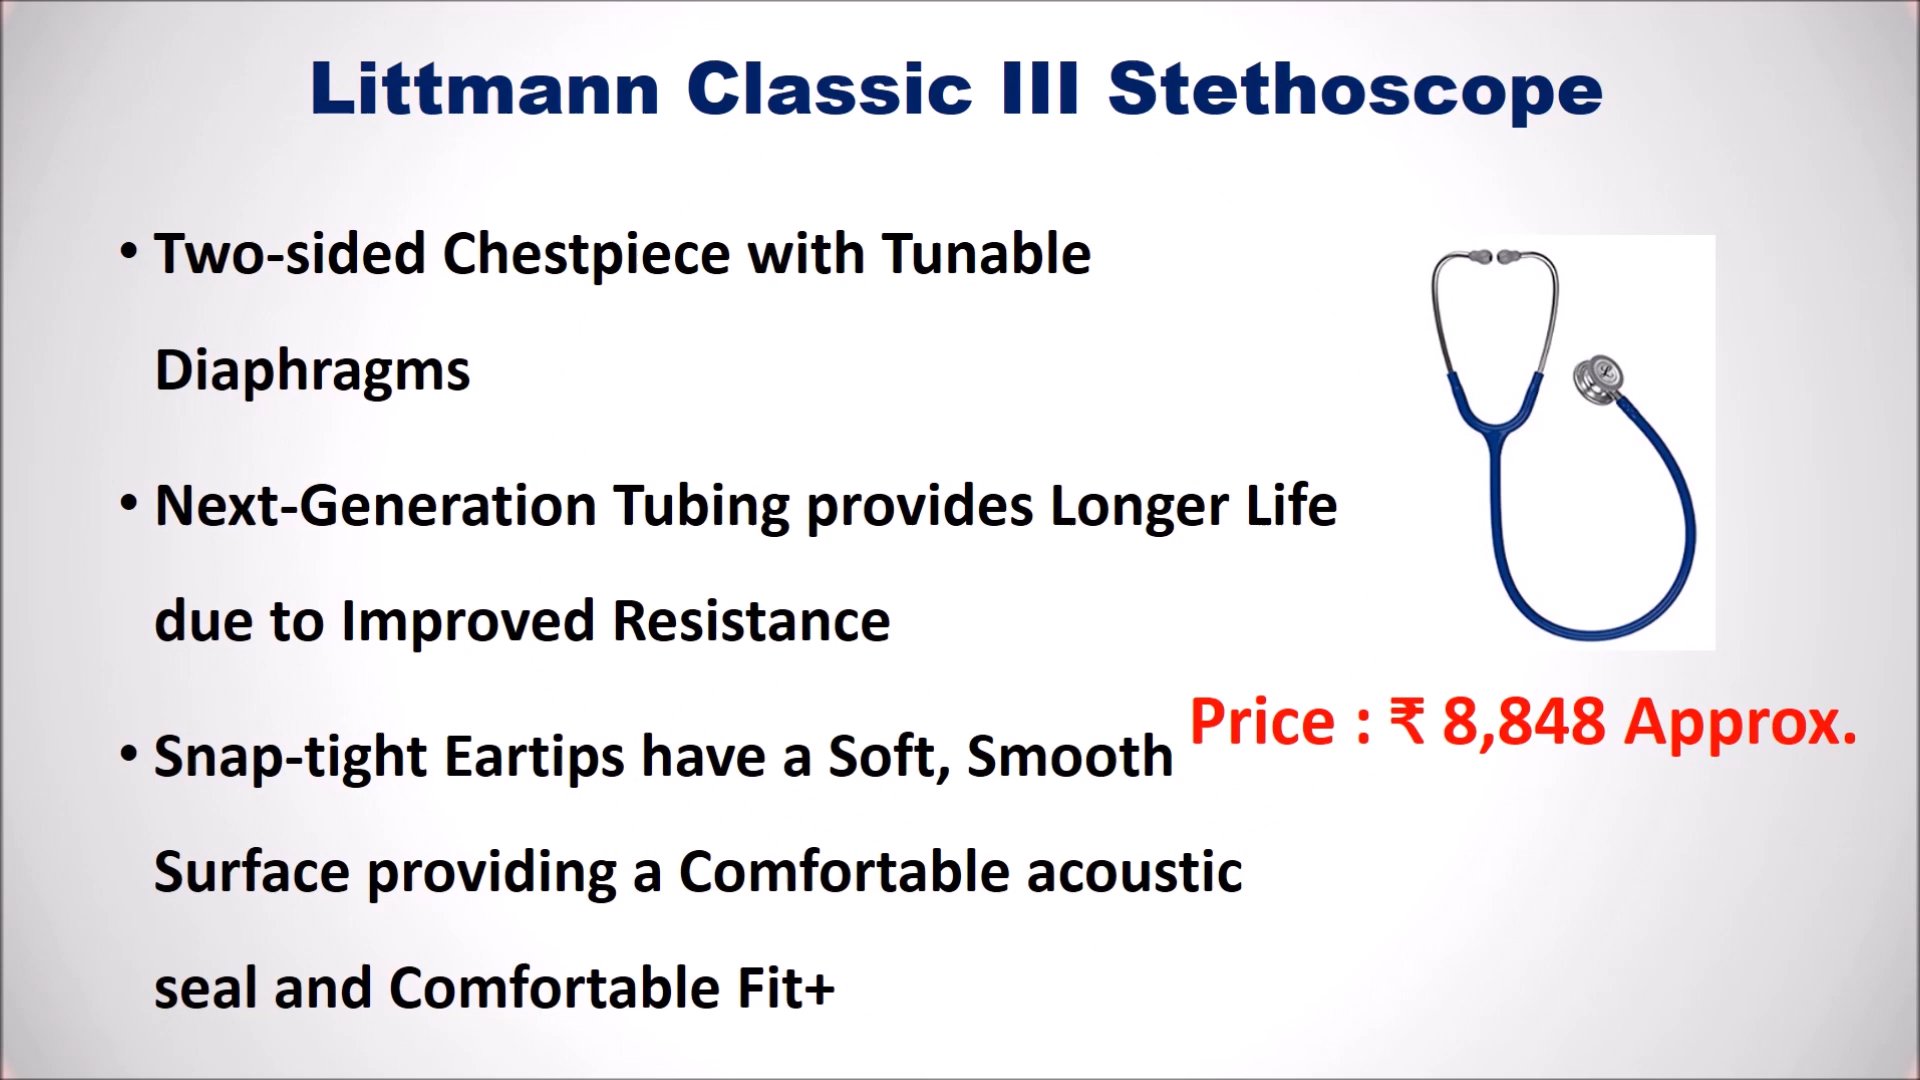 Littmann Classic III Stethoscope
• Two-sided Chestpiece with Tunable
Diaphragms
• Next-Generation Tubing provides Longer Life
due to Improved Resistance
Price : ₹ 8,848 Approx.
• Snap-tight Eartips have a Soft, Smooth
Surface providing a Comfortable acoustic
seal and Comfortable Fit+